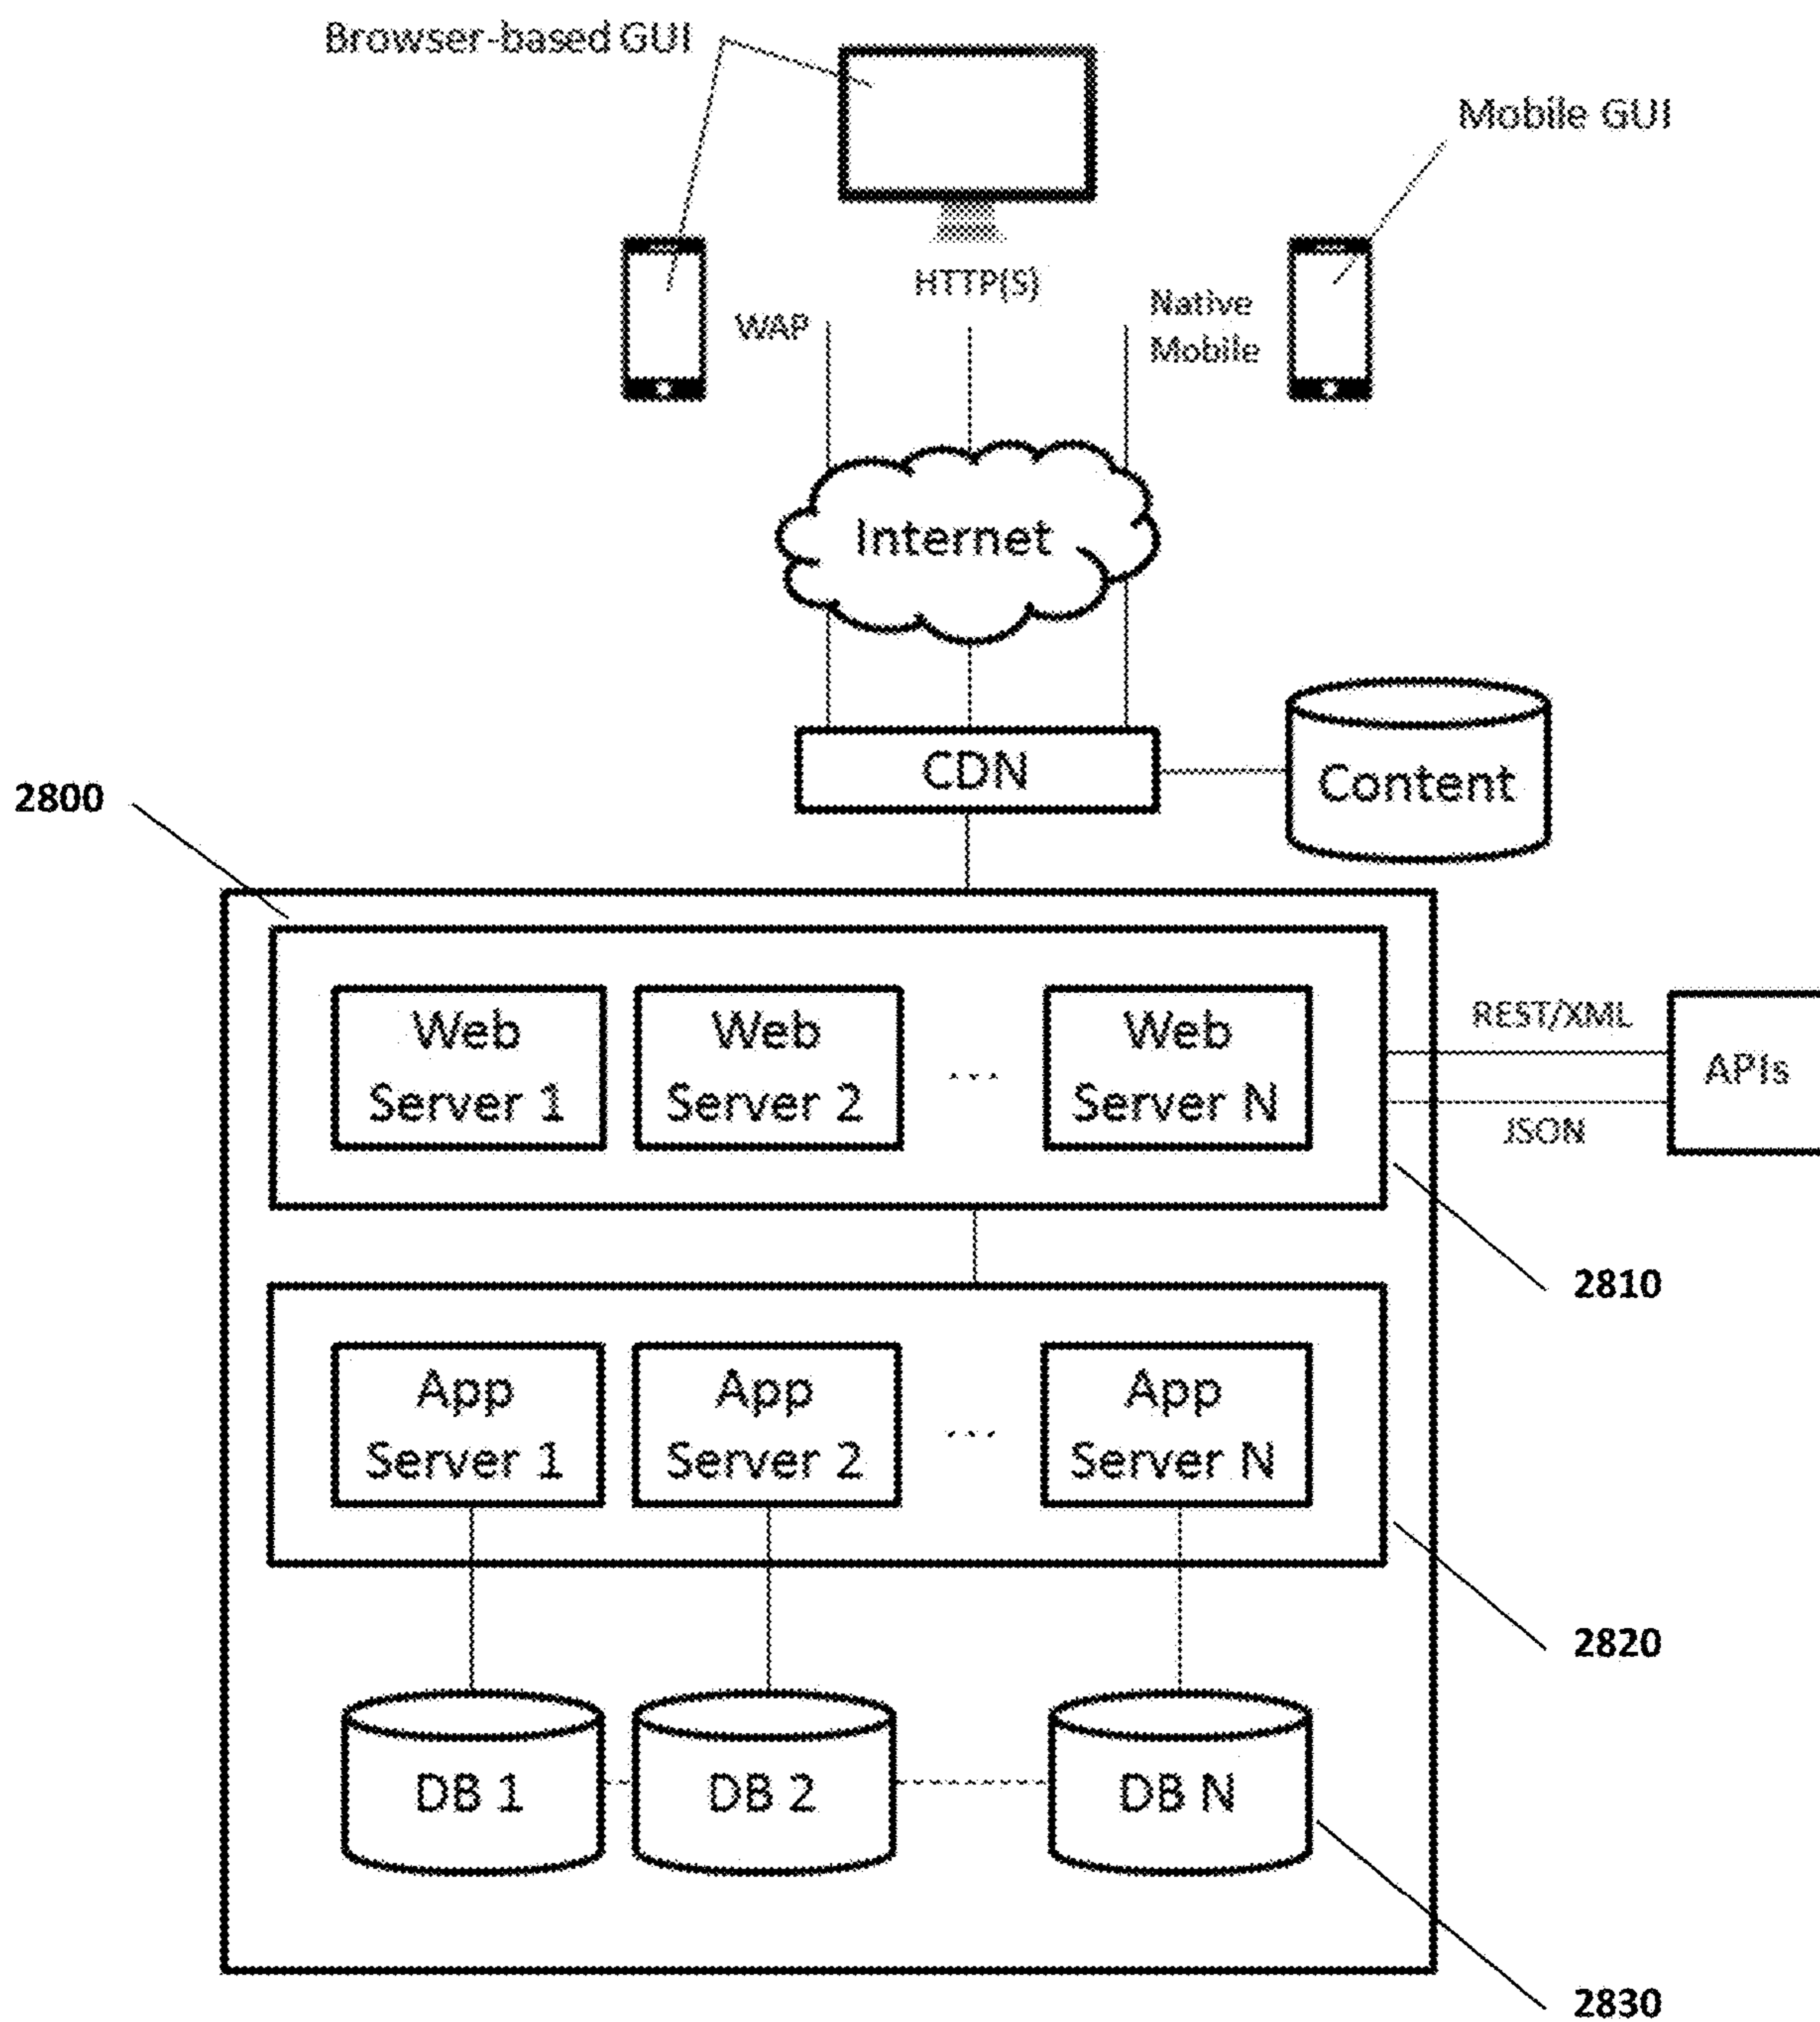 Browser-based GUI
Mobile GUI
HTTP(S)
WAP
Native
Mobile
Internet
CDN
Content
2800
Web
Server 1
Web
Server 2
...
Web
Server N
REST/XML
JSON
APIs
2810
App
Server 1
App
Server 2
...
App
Server N
2820
DB 1
DB 2
DB N
2830